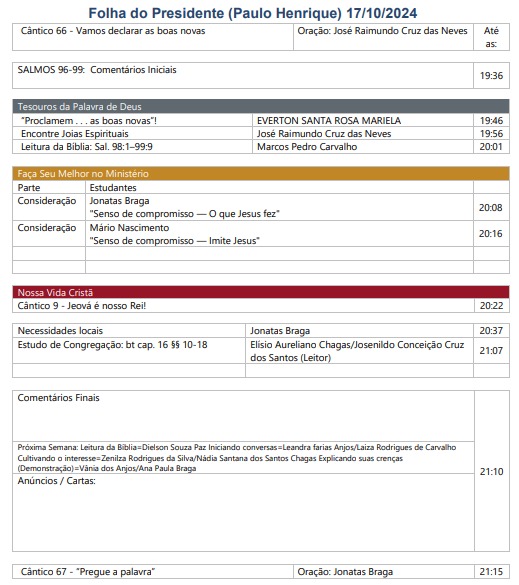 Folha do Presidente (Paulo Henrique) 17/10/2024
Cântico 66 - Vamos declarar as boas novas Oração: José Raimundo Cruz das Neves Até as:
SALMOS 96-99: Comentários Iniciais 19:36
Tesouros da Palavra de Deus
"Proclamem . . . as boas novas"! EVERTON SANTA ROSA MARIELA 19:46
Encontre Joias Espirituais José Raimundo Cruz das Neves 19:56
Leitura da Bíblia: Sal. 98:1–99:9 Marcos Pedro Carvalho 20:01
Faça Seu Melhor no Ministério
Parte Estudantes
Consideração Jonatas Braga
"Senso de compromisso — O que Jesus fez" 20:08
Consideração Mário Nascimento
"Senso de compromisso — Imite Jesus" 20:16
Nossa Vida Cristã
Cântico 9 - Jeová é nosso Rei! 20:22
Necessidades locais Jonatas Braga 20:37
Estudo de Congregação: bt cap. 16 §§ 10-18 Elísio Aureliano Chagas/Josenildo Conceição Cruz
dos Santos (Leitor) 21:07
Comentários Finais
Próxima Semana: Leitura da Bíblia=Dielson Souza Paz Iniciando conversas=Leandra farias Anjos/Laiza Rodrigues de Carvalho
Cultivando o interesse=Zenilza Rodrigues da Silva/Nádia Santana dos Santos Chagas Explicando suas crenças
(Demonstração)=Vânia dos Anjos/Ana Paula Braga
21:10
Anúncios / Cartas:
Cântico 67 - "Pregue a palavra" Oração: Jonatas Braga 21:15